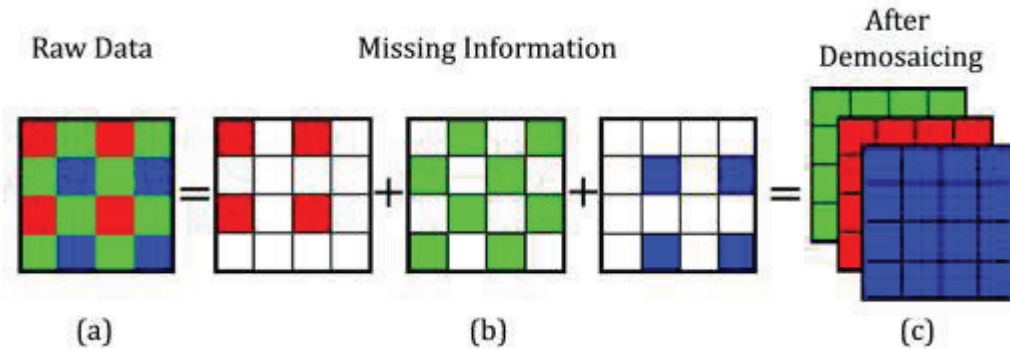 Raw Data
Missing Information
After
Demosaicing
= + + =
(a)
(b)
(c)